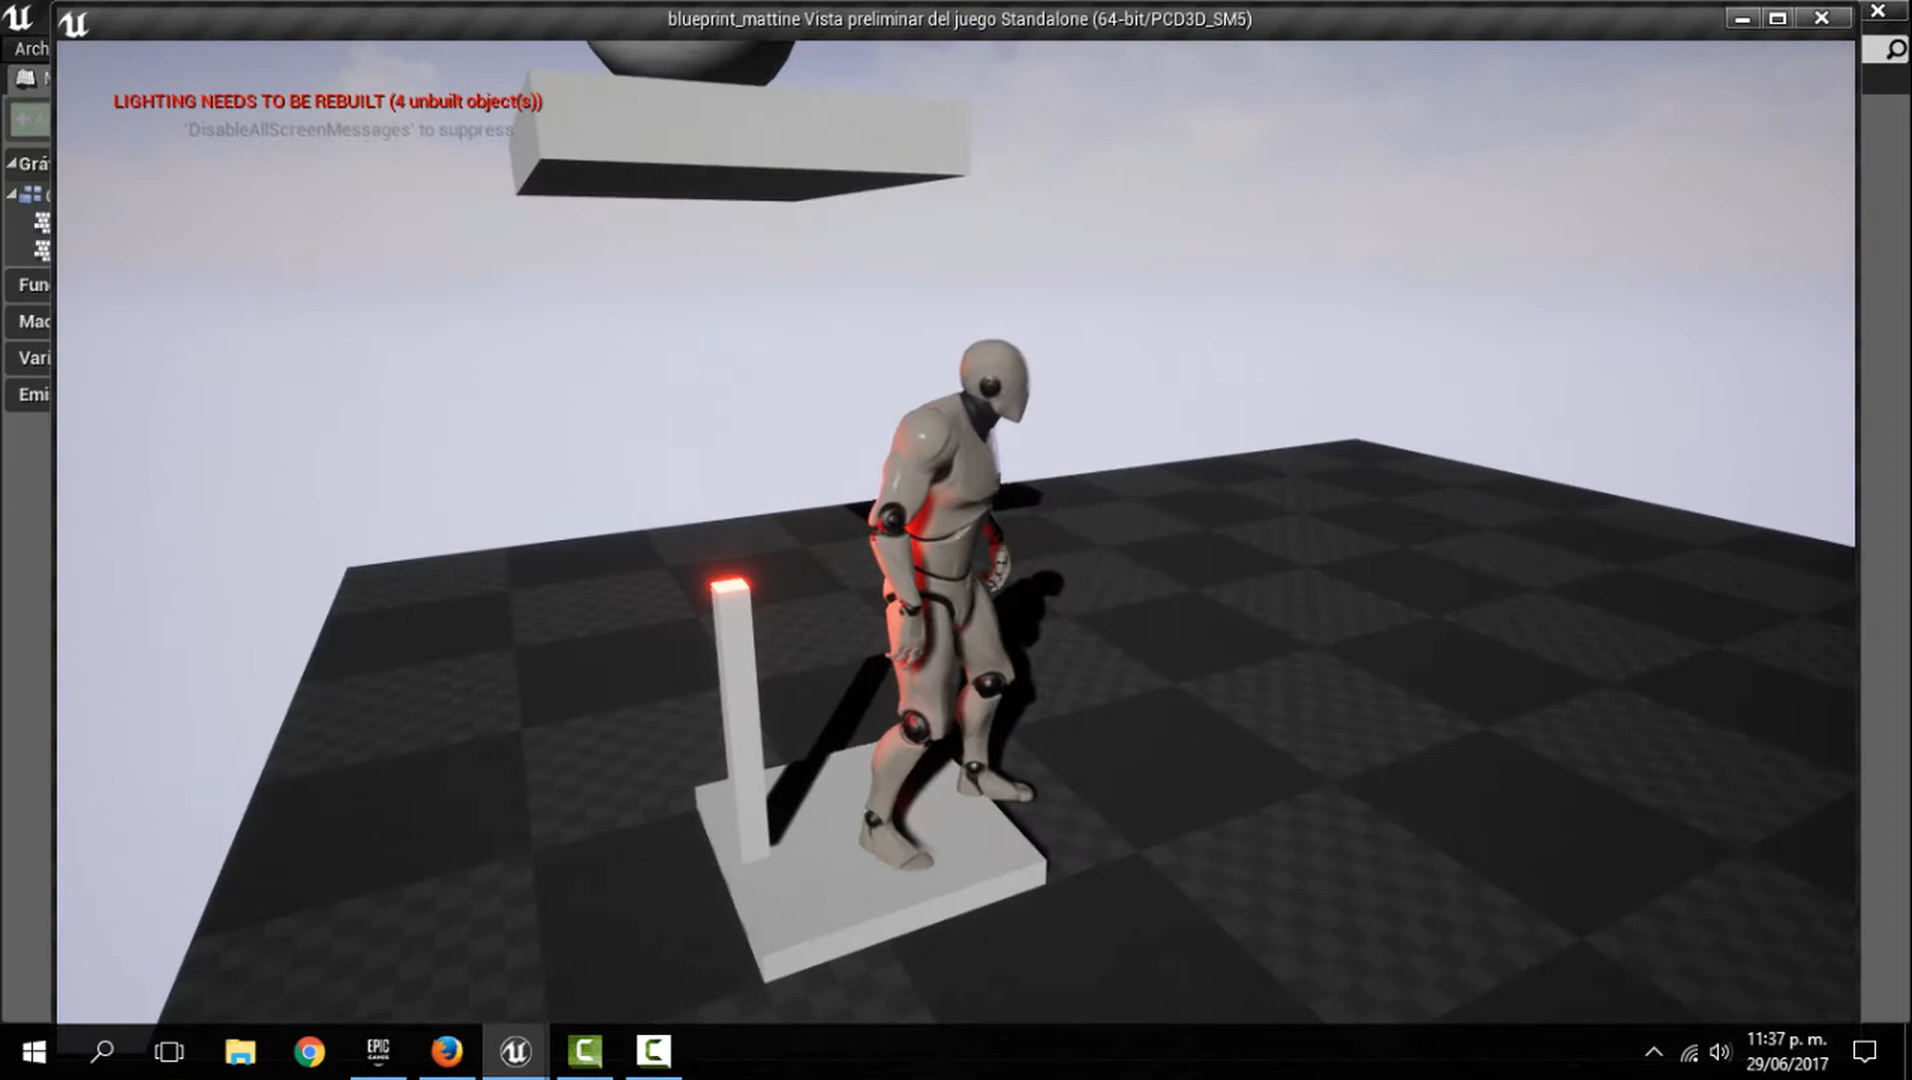 blueprint_mattine Vista preliminar del juego Standalone (64-bit/PCD3D_SM5)
Arch
LIGHTING NEEDS TO BE REBUILT (4 unbuilt object(s))
'DisableAllScreenMessages' to suppress
Grá
Fun
Mac
Vari
Emi
EPIC
GAMES
11:37 p. m.
29/06/2017